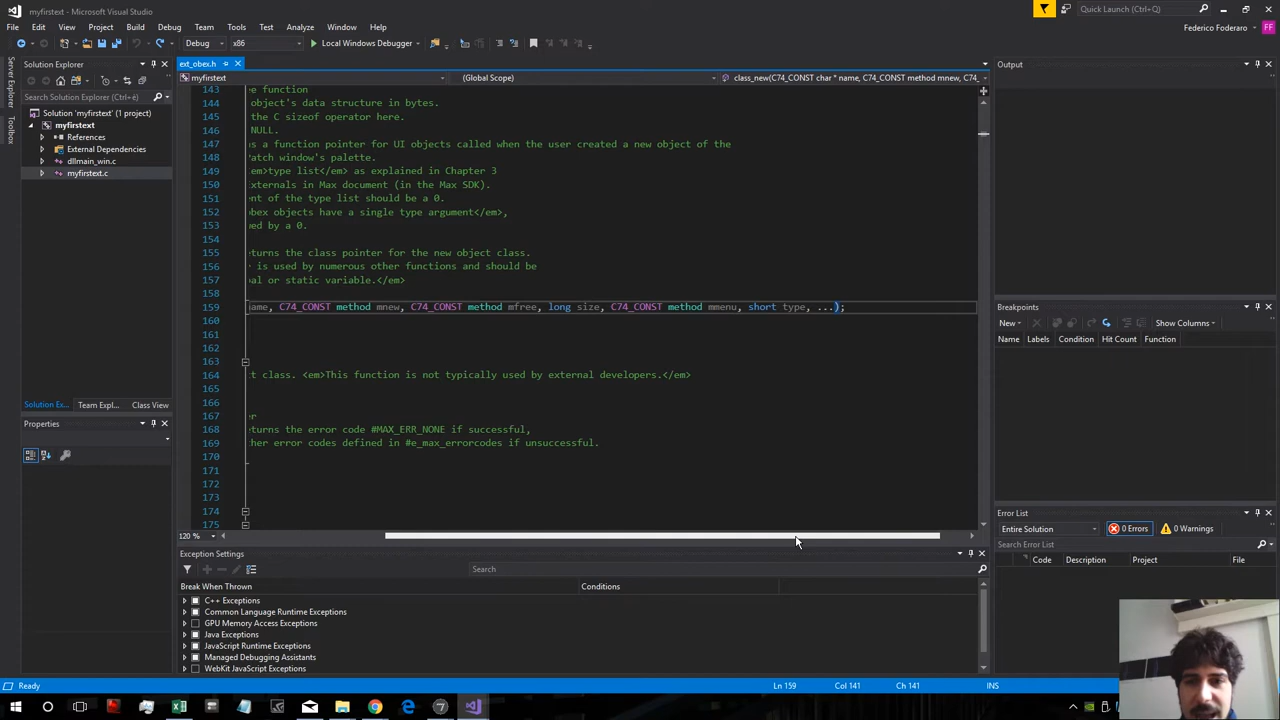 myfirstext - Microsoft Visual Studio
Quick Launch (Ctrl+Q)
File Edit View Project Build Debug Team Tools Test Analyze Window Help
Federico Foderaro FF
Debug x86 Local Windows Debugger
Server Explorer
Toolbox
Solution Explorer
Search Solution Explorer (Ctrl+è)
Solution 'myfirstext' (1 project)
myfirstext
References
External Dependencies
dllmain_win.c
myfirstext.c
Solution Ex... Team Expl... Class View
Properties
ext_obex.h
myfirstext (Global Scope) class_new(C74_CONST char * name, C74_CONST method mnew, C74_
143 e function
144 object's data structure in bytes.
145 the C sizeof operator here.
146 NULL.
147 s a function pointer for UI objects called when the user created a new object of the
148 atch window's palette.
149 em>type list</em> as explained in Chapter 3
150 xternals in Max document (in the Max SDK).
151 ent of the type list should be a 0.
152 obex objects have a single type argument</em>,
153 wed by a 0.
154
155 eturns the class pointer for the new object class.
156 r is used by numerous other functions and should be
157 bal or static variable.</em>
158
159 ame, C74_CONST method mnew, C74_CONST method mfree, long size, C74_CONST method mmenu, short type, ...);
160
161
162
163
164 t class. <em>This function is not typically used by external developers.</em>
165
166
167 er
168 eturns the error code #MAX_ERR_NONE if successful,
169 her error codes defined in #e_max_errorcodes if unsuccessful.
170
171
172
173
174
175
120 %
Exception Settings
Search
Break When Thrown Conditions
C++ Exceptions
Common Language Runtime Exceptions
GPU Memory Access Exceptions
Java Exceptions
JavaScript Runtime Exceptions
Managed Debugging Assistants
WebKit JavaScript Exceptions
Output
Breakpoints
New Show Columns
Name Labels Condition Hit Count Function
Error List
Entire Solution 0 Errors 0 Warnings
Search Error List
Code Description Project File
Ready Ln 159 Col 141 Ch 141 INS